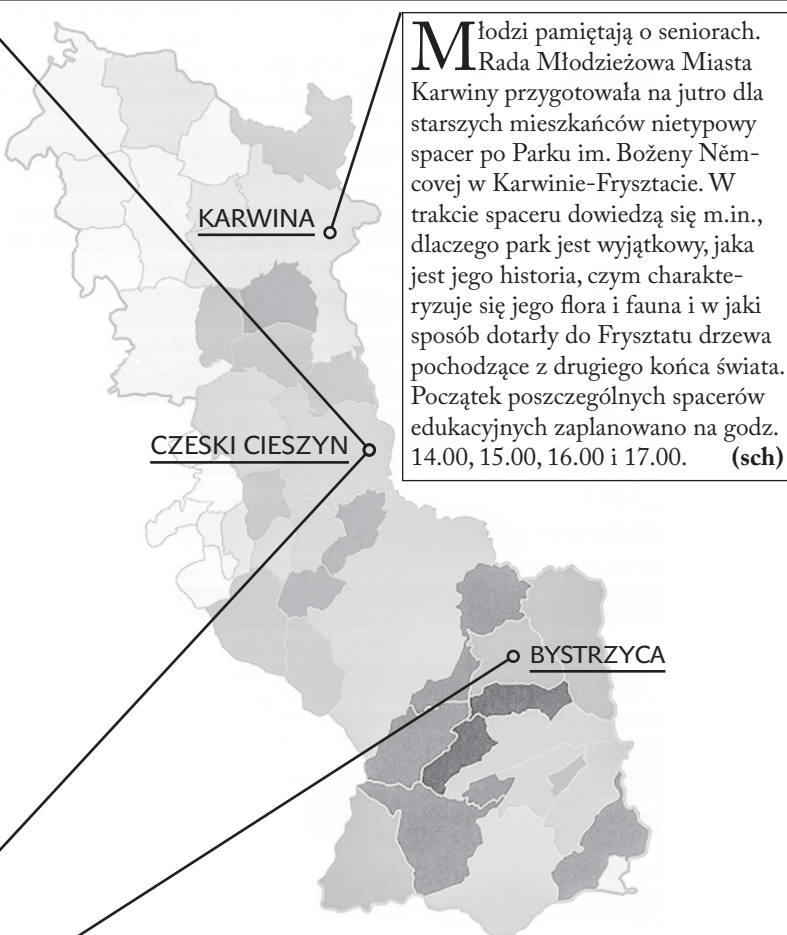 Młodzi pamiętają o seniorach.
Rada Młodzieżowa Miasta
Karwiny przygotowała na jutro dla
starszych mieszkańców nietypowy
spacer po Parku im. Boženy Něm-
covej w Karwinie-Frysztacie. W
trakcie spaceru dowiedzą się m.in.,
dlaczego park jest wyjątkowy, jaka
jest jego historia, czym charakte-
ryzuje się jego flora i fauna i w jaki
sposób dotarły do Frysztatu drzewa
pochodzące z drugiego końca świata.
Początek poszczególnych spacerów
edukacyjnych zaplanowano na godz.
14.00, 15.00, 16.00 i 17.00. (sch)
KARWINA
CZESKI CIESZYN
BYSTRZYCA